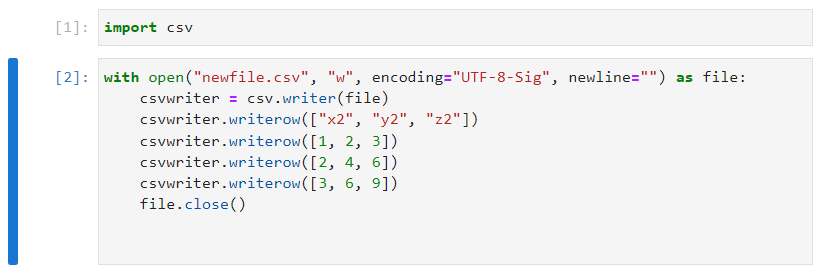 [1]: import csv
[2]: with open("newfile.csv", "w", encoding="UTF-8-Sig", newline="") as file:
    csvwriter = csv.writer(file)
    csvwriter.writerow(["x2", "y2", "z2"])
    csvwriter.writerow([1, 2, 3])
    csvwriter.writerow([2, 4, 6])
    csvwriter.writerow([3, 6, 9])
    file.close()